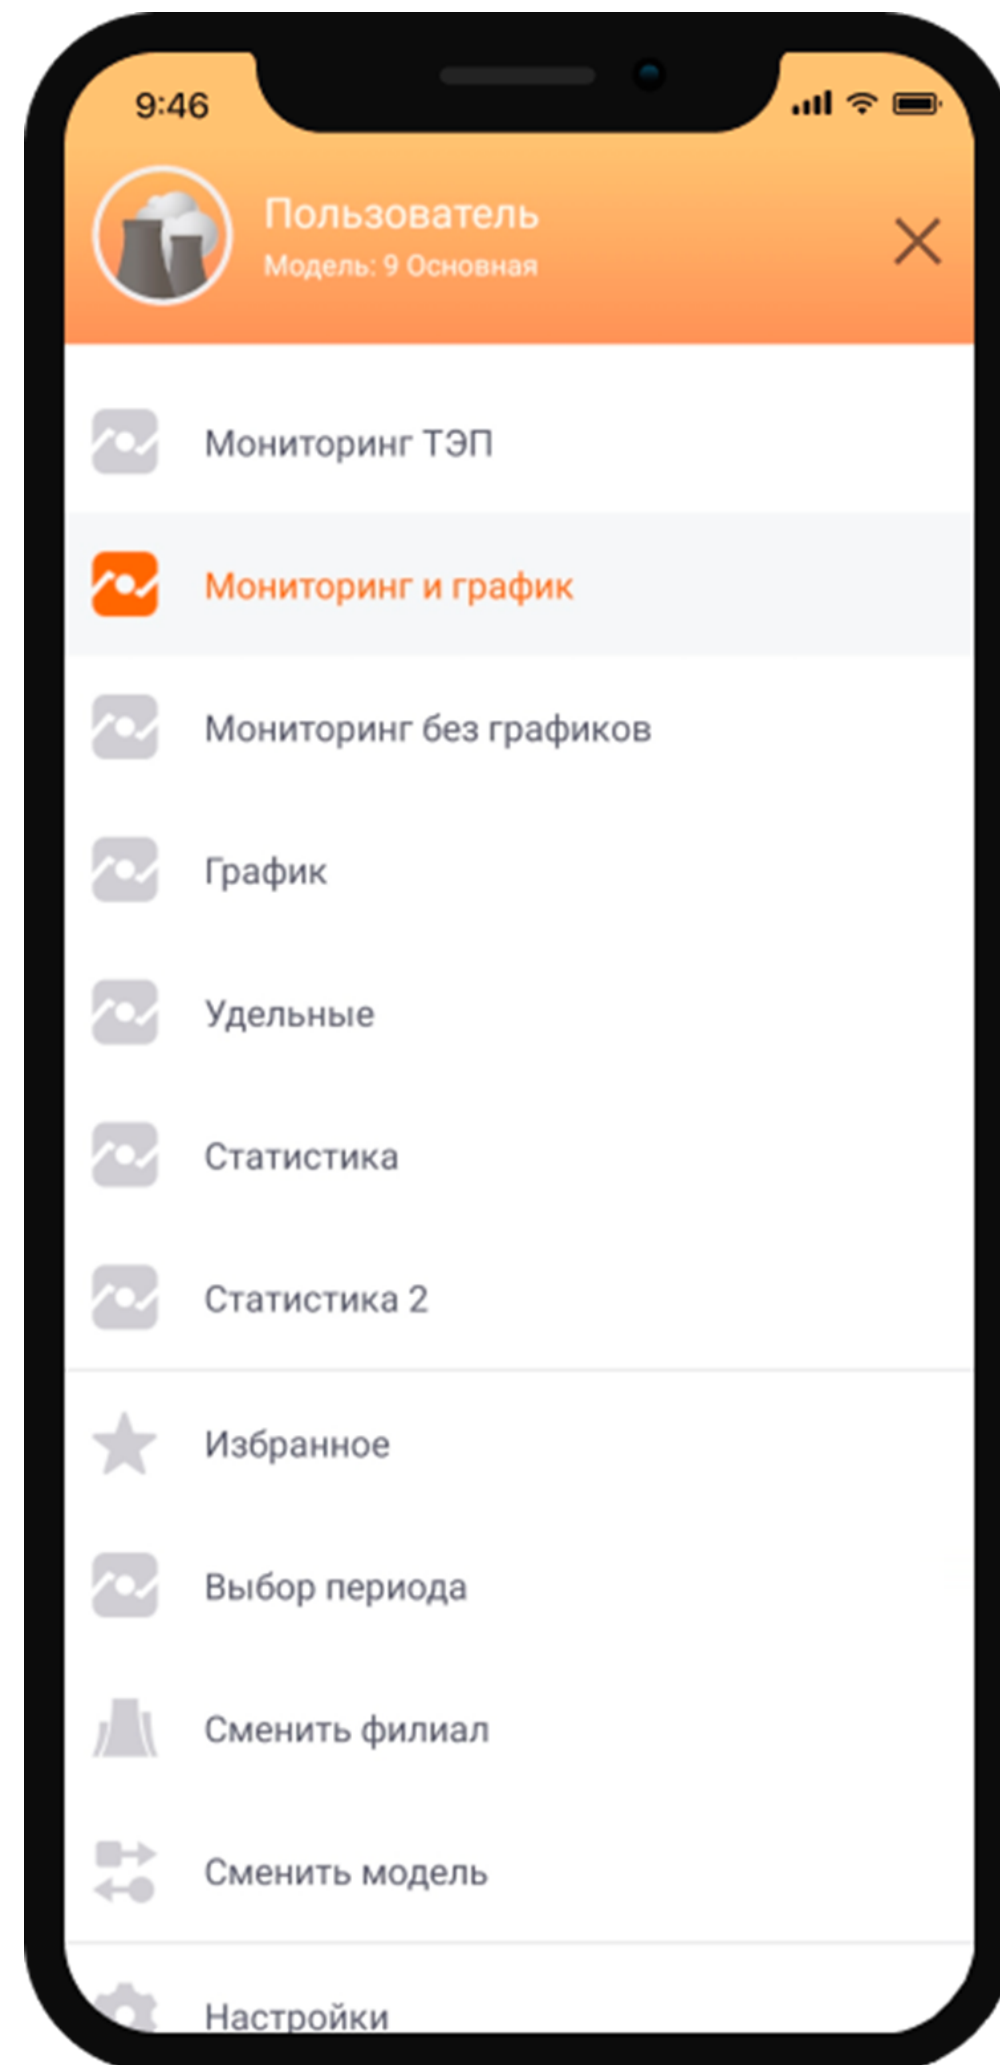 9:46
Пользователь
Модель: 9 Основная
Мониторинг ТЭП
Мониторинг и график
Мониторинг без графиков
График
Удельные
Статистика
Статистика 2
Избранное
Выбор периода
Сменить филиал
Сменить модель
Настройки